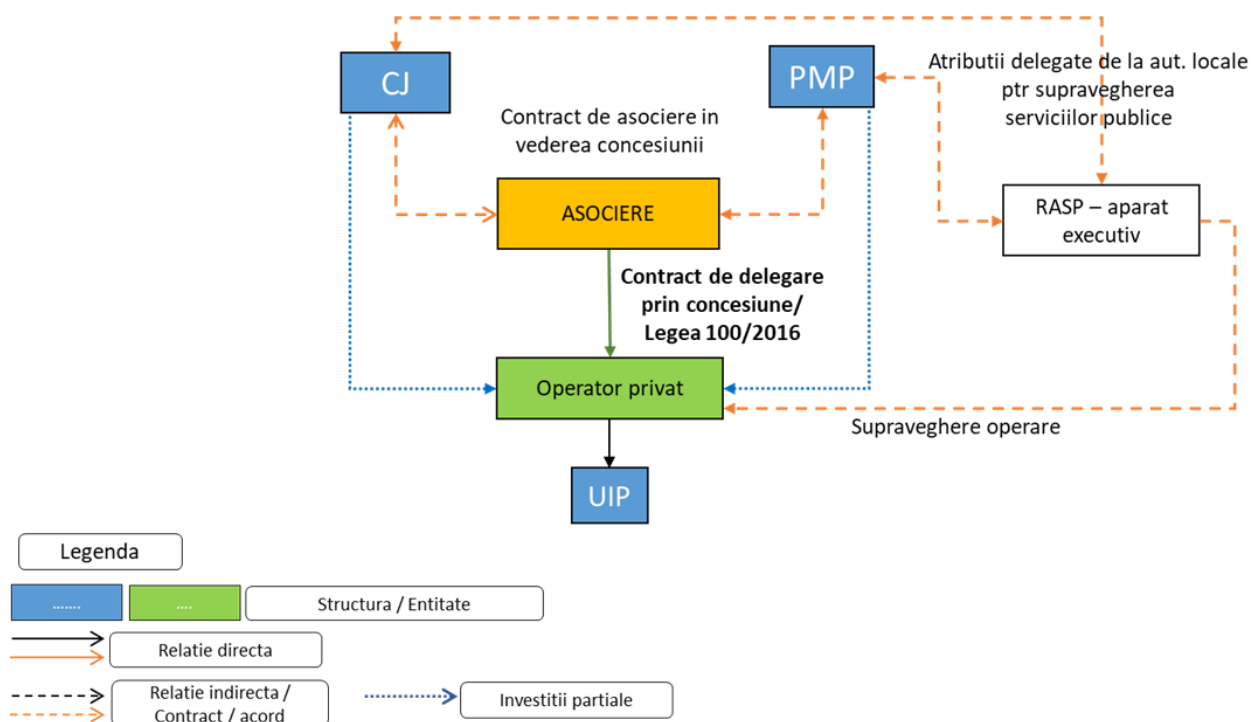 CJ
PMP
Atributii delegate de la aut. locale
ptr supravegherea
serviciilor publice
Contract de asociere in
vederea concesiunii
ASOCIERE
RASP – aparat
executiv
Contract de delegare
prin concesiune/
Legea 100/2016
Operator privat
Supraveghere operare
UIP
Legenda
.......
....
Structura / Entitate
Relatie directa
Relatie indirecta /
Contract / acord
Investitii partiale